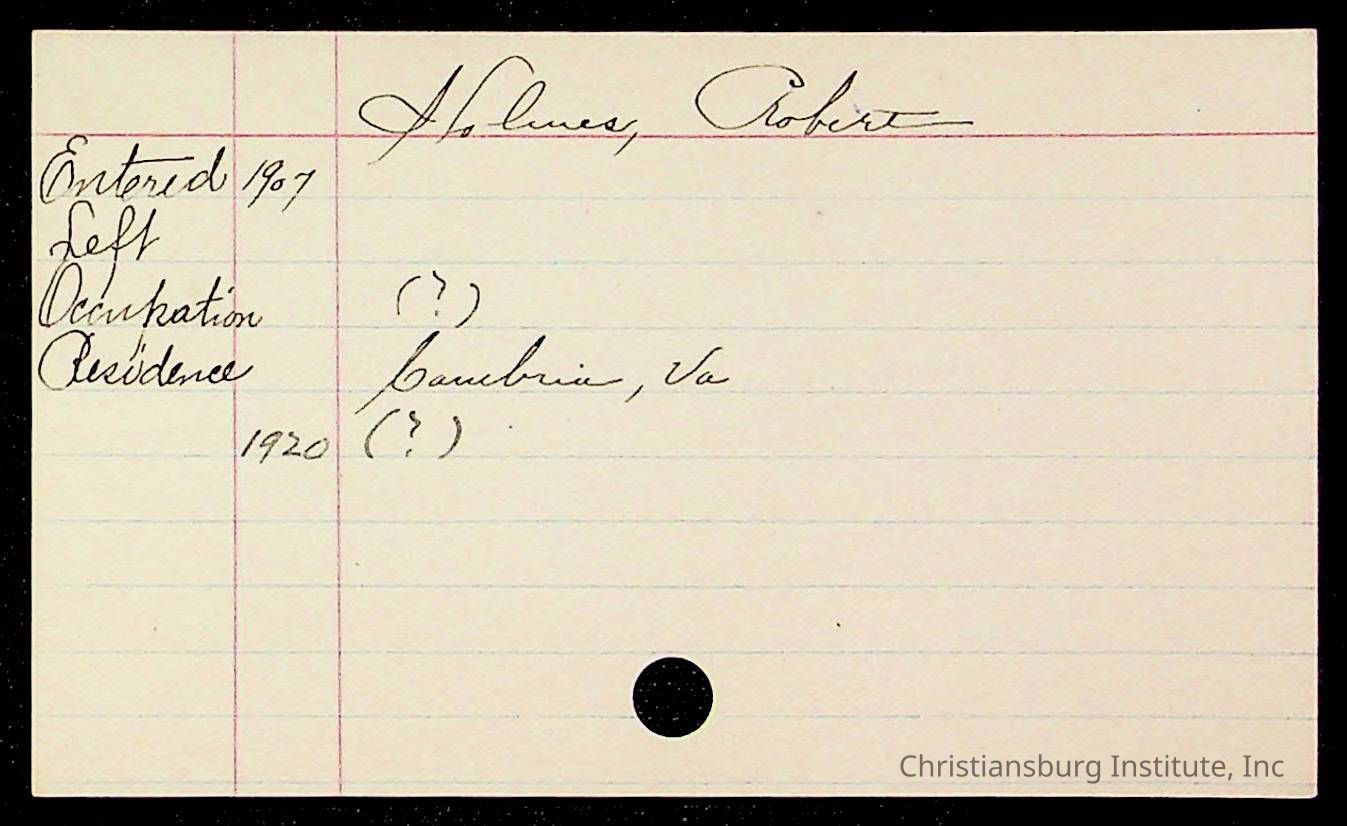 Holmes, Robert
Entered 1907
Left
Occupation (?)
Residence Cambria, Va
1920 (?)
Christiansburg Institute, Inc